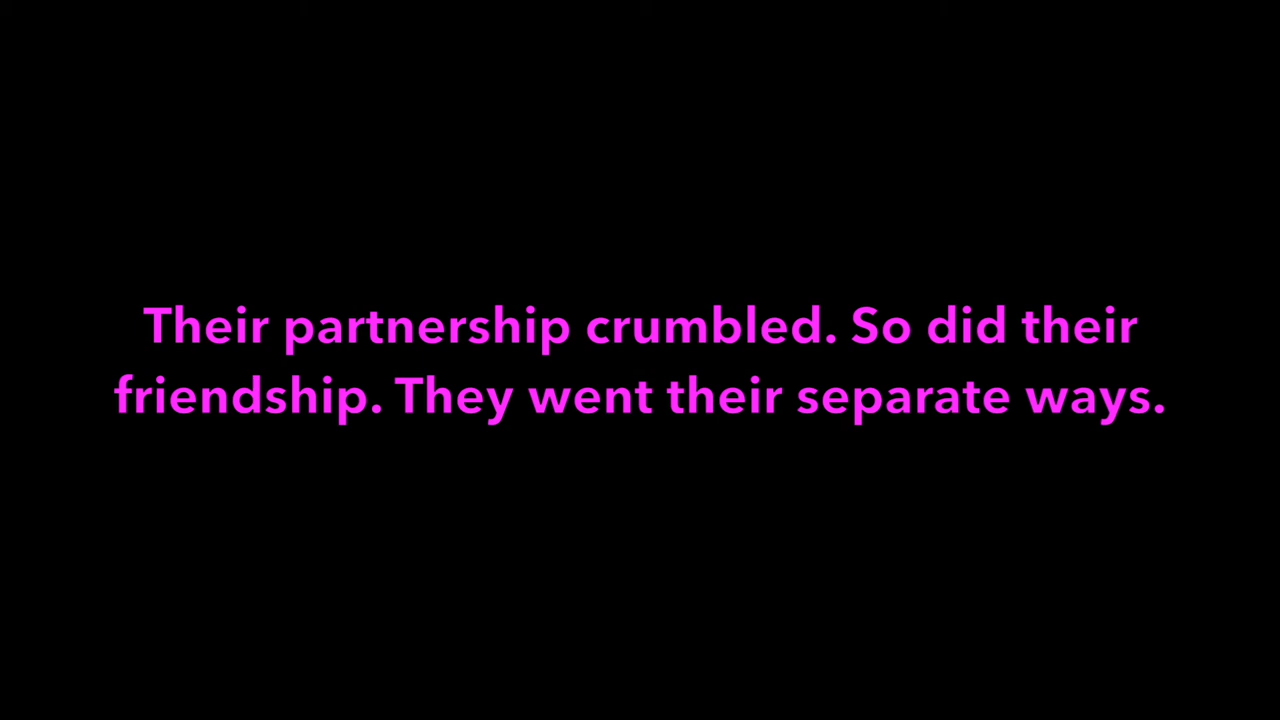 Their partnership crumbled. So did their
friendship. They went their separate ways.